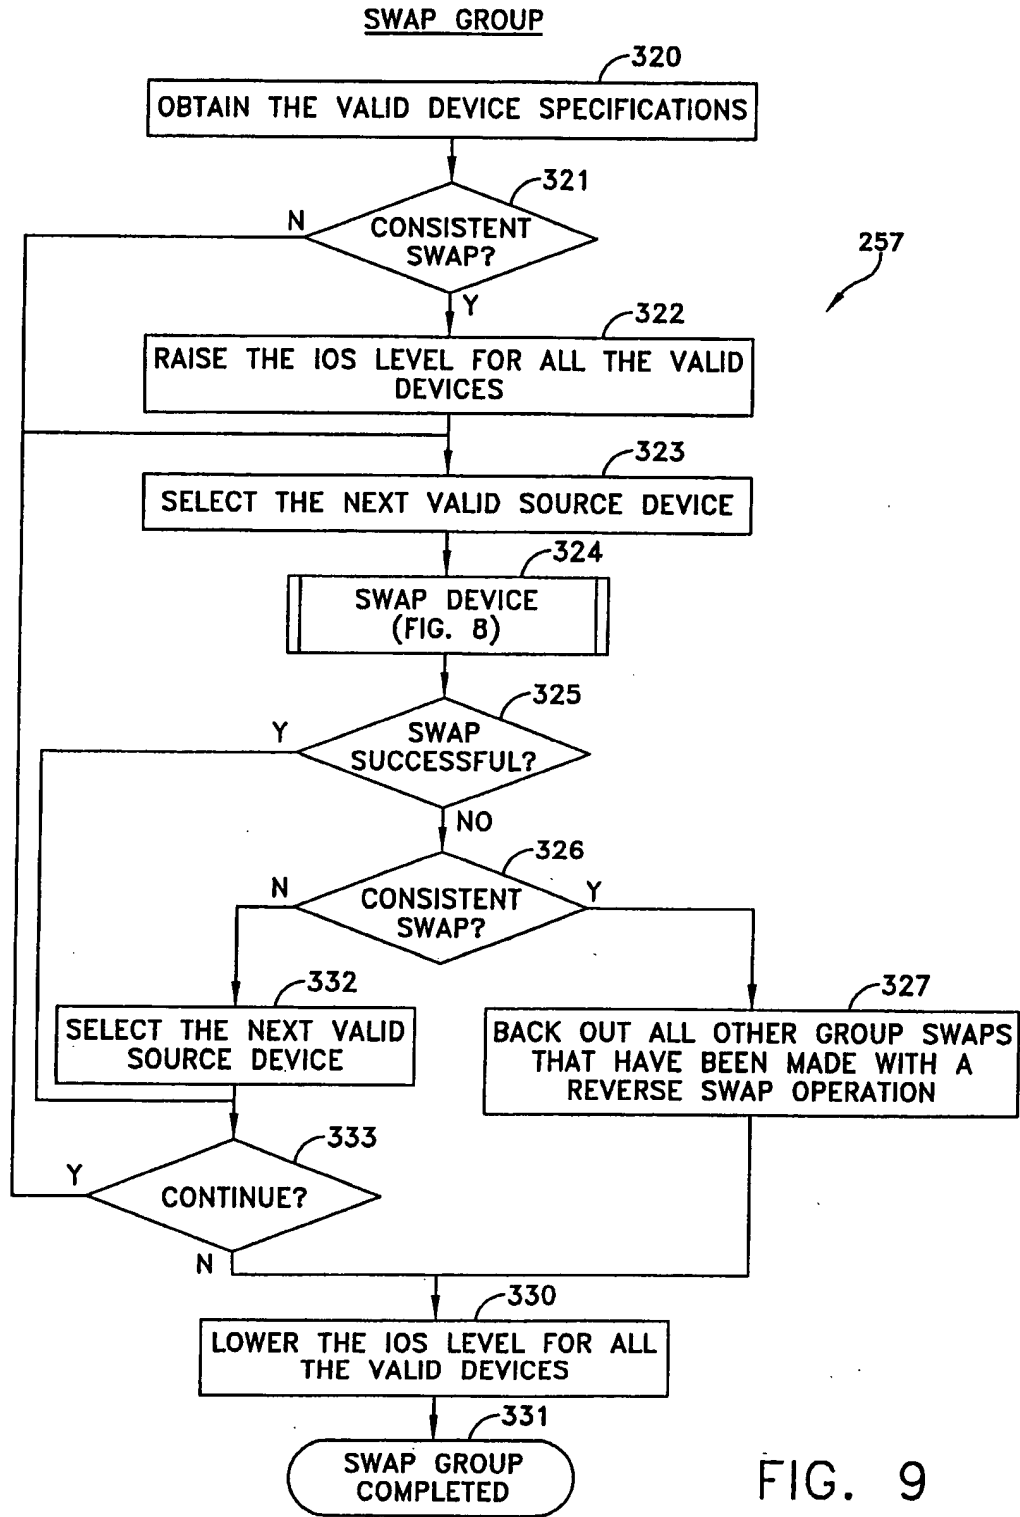 SWAP GROUP
320
OBTAIN THE VALID DEVICE SPECIFICATIONS
321
N
CONSISTENT
SWAP?
257
Y
322
RAISE THE IOS LEVEL FOR ALL THE VALID
DEVICES
323
SELECT THE NEXT VALID SOURCE DEVICE
324
SWAP DEVICE
(FIG. 8)
325
Y
SWAP
SUCCESSFUL?
NO
326
N
CONSISTENT
SWAP?
Y
332
SELECT THE NEXT VALID
SOURCE DEVICE
327
BACK OUT ALL OTHER GROUP SWAPS
THAT HAVE BEEN MADE WITH A
REVERSE SWAP OPERATION
333
Y
CONTINUE?
N
330
LOWER THE IOS LEVEL FOR ALL
THE VALID DEVICES
331
SWAP GROUP
COMPLETED
FIG. 9